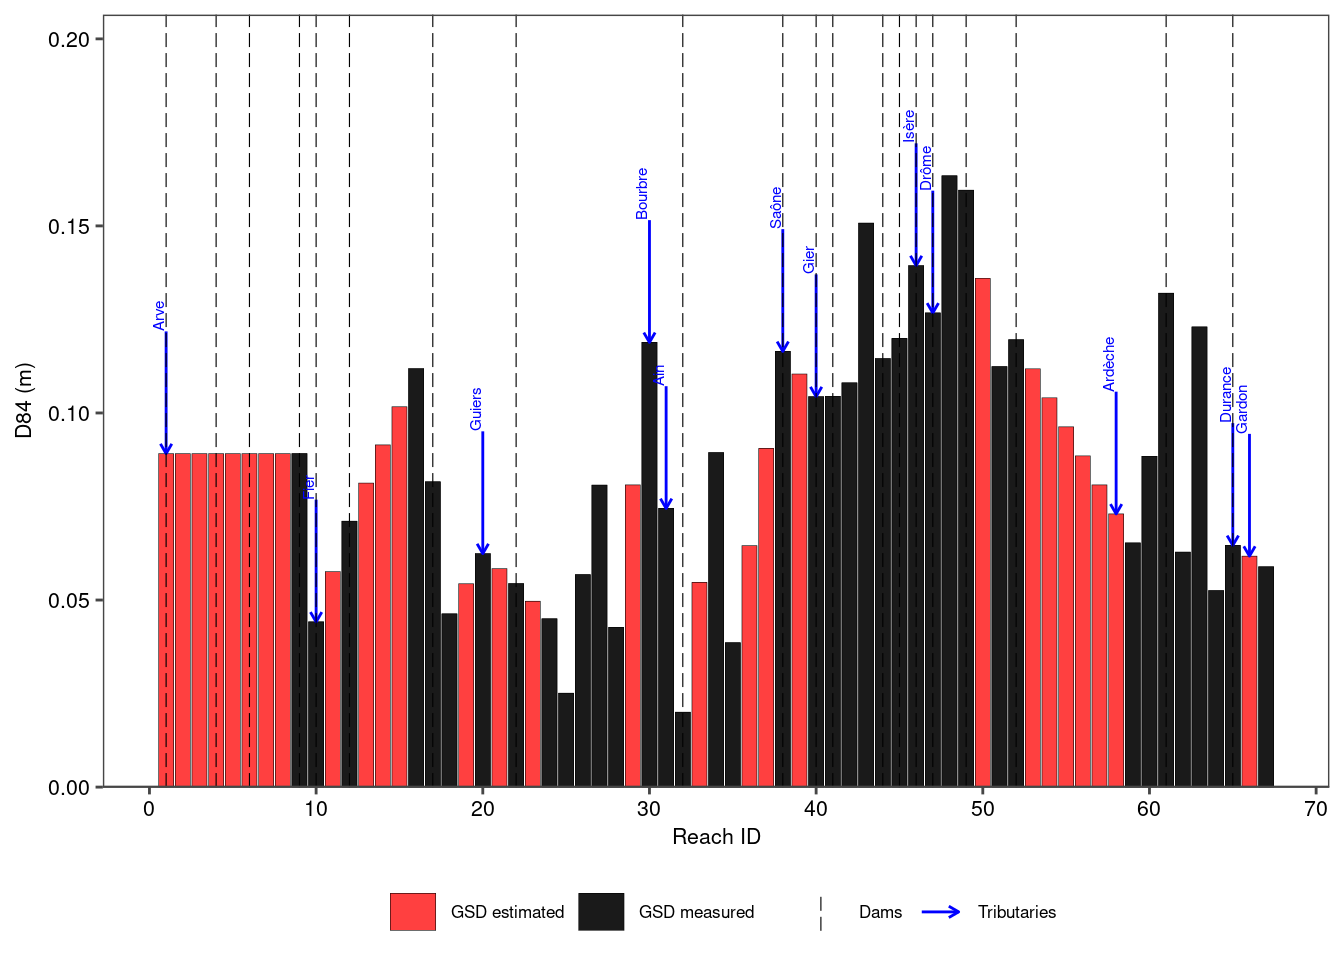 0.20
0.15
0.10
0.05
0.00
D84 (m)
Arve
Fier
Guiers
Bourbre
Ain
Saône
Gier
Isère
Drôme
Ardèche
Durance
Gardon
0 10 20 30 40 50 60 70
Reach ID
GSD estimated GSD measured Dams Tributaries